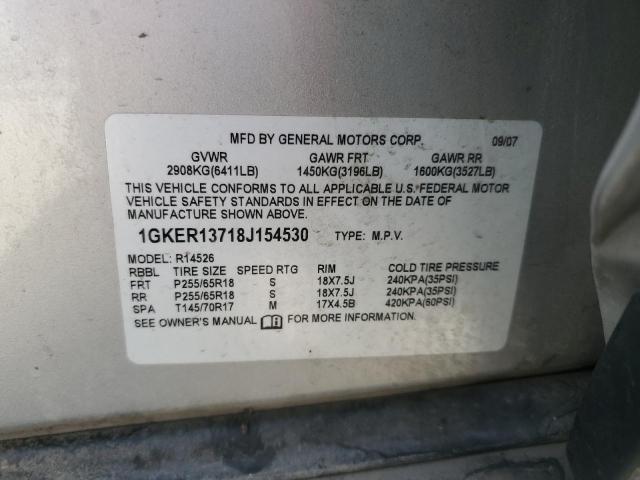 MFD BY GENERAL MOTORS CORP 09/07
GVWR GAWR FRT GAWR RR
2908KG(6411LB) 1450KG(3196LB) 1600KG(3527LB)
THIS VEHICLE CONFORMS TO ALL APPLICABLE U.S. FEDERAL MOTOR
VEHICLE SAFETY STANDARDS IN EFFECT ON THE DATE OF
MANUFACTURE SHOWN ABOVE.
1GKER13718J154530 TYPE: M.P.V.
MODEL: R14526
RBBL TIRE SIZE SPEED RTG RIM COLD TIRE PRESSURE
FRT P255/65R18 S 18X7.5J 240KPA(35PSI)
RR P255/65R18 S 18X7.5J 240KPA(35PSI)
SPA T145/70R17 M 17X4.5B 420KPA(60PSI)
SEE OWNER'S MANUAL FOR MORE INFORMATION.